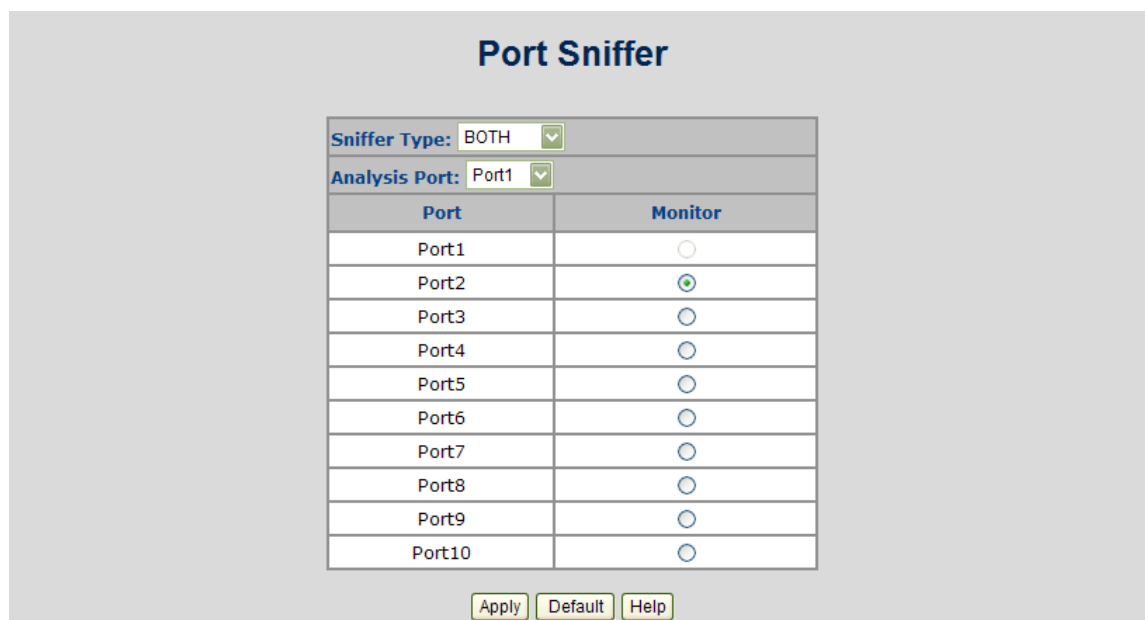 Port Sniffer
Sniffer Type: BOTH
Analysis Port: Port1
Port Monitor
Port1
Port2
Port3
Port4
Port5
Port6
Port7
Port8
Port9
Port10
Apply Default Help